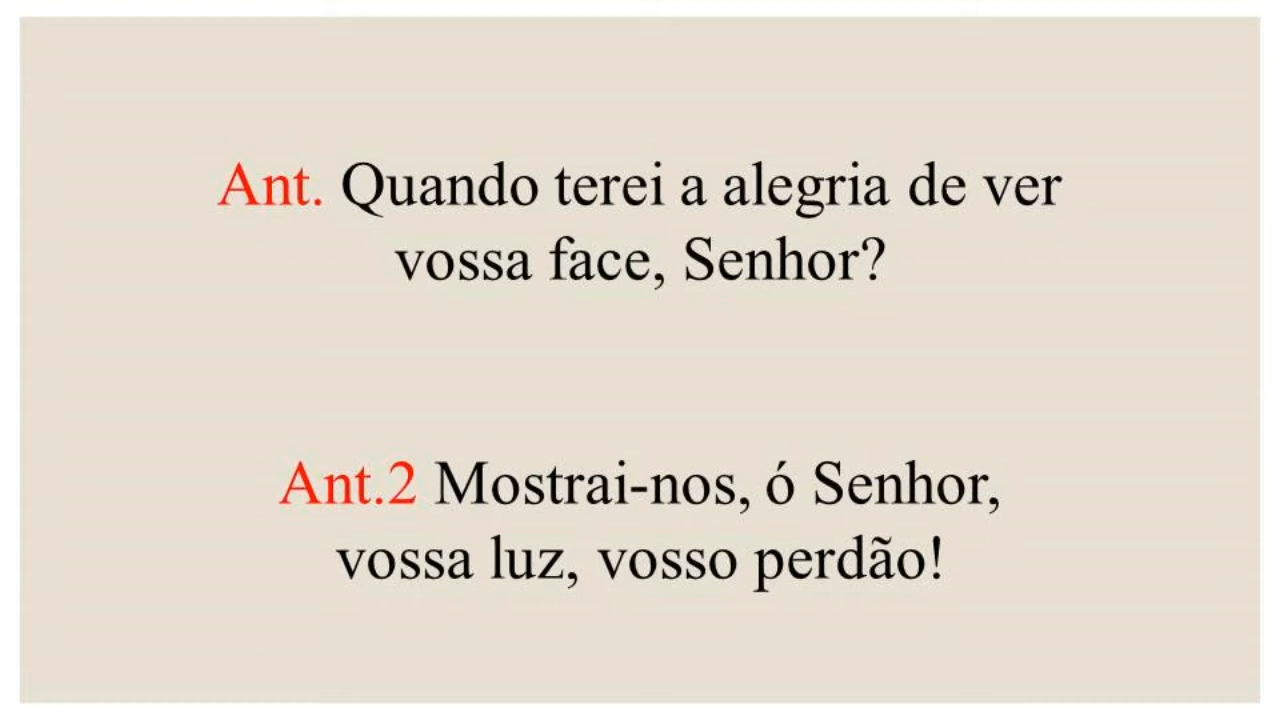 Ant. Quando terei a alegria de ver
vossa face, Senhor?
Ant.2 Mostrai-nos, ó Senhor,
vossa luz, vosso perdão!